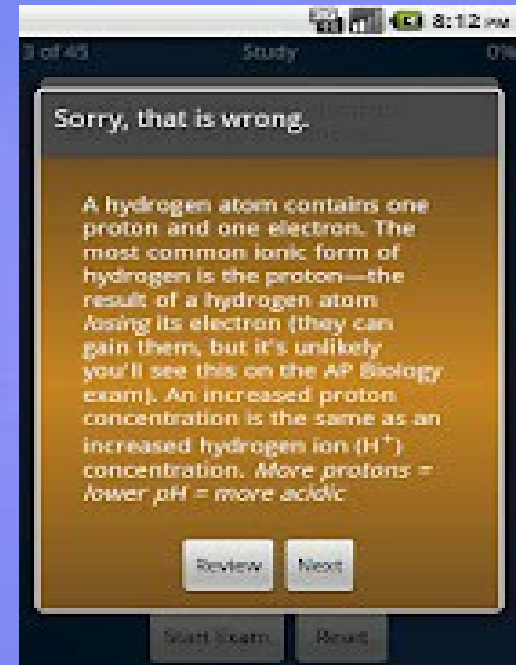 8:12 PM
3 of 45 Study 0%
Sorry, that is wrong.
A hydrogen atom contains one
proton and one electron. The
most common ionic form of
hydrogen is the proton—the
result of a hydrogen atom
losing its electron (they can
gain them, but it's unlikely
you'll see this on the AP Biology
exam). An increased proton
concentration is the same as an
increased hydrogen ion (H⁺)
concentration. More protons =
lower pH = more acidic
Review Next
Start Exam Reset